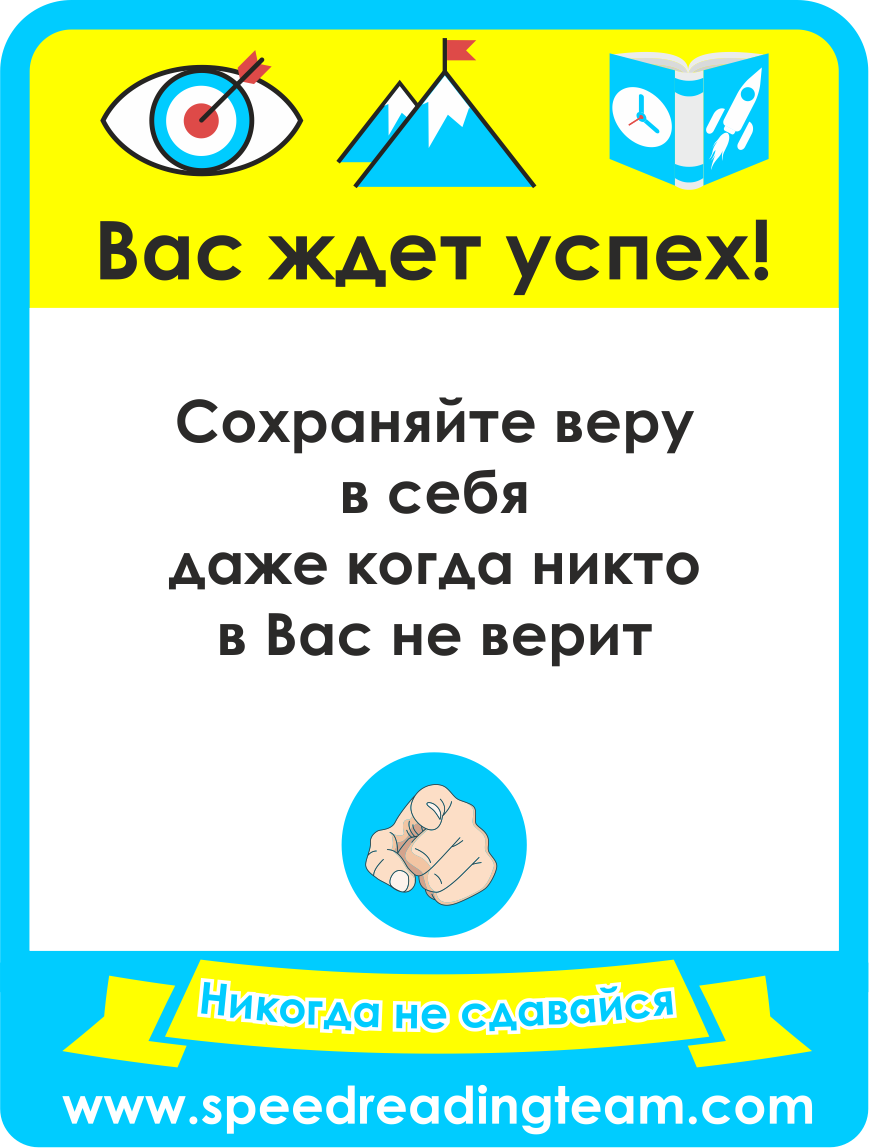 Вас ждет успех!
Сохраняйте веру
в себя
даже когда никто
в Вас не верит
Никогда не сдавайся
www.speedreadingteam.com